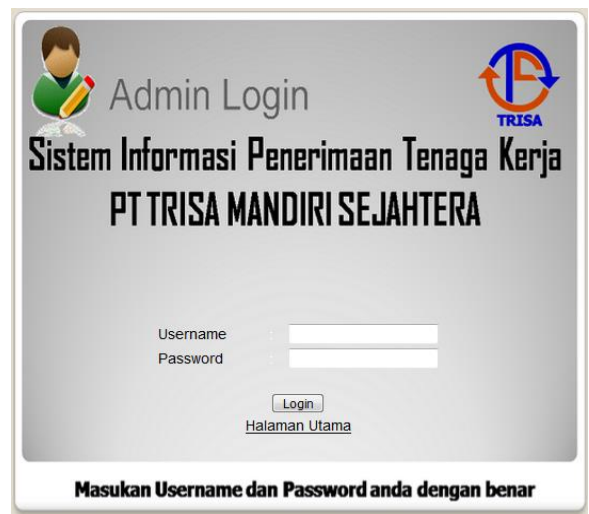 Admin Login
TRISA
Sistem Informasi Penerimaan Tenaga Kerja
PT TRISA MANDIRI SEJAHTERA
Username :
Password :
Login
Halaman Utama
Masukan Username dan Password anda dengan benar